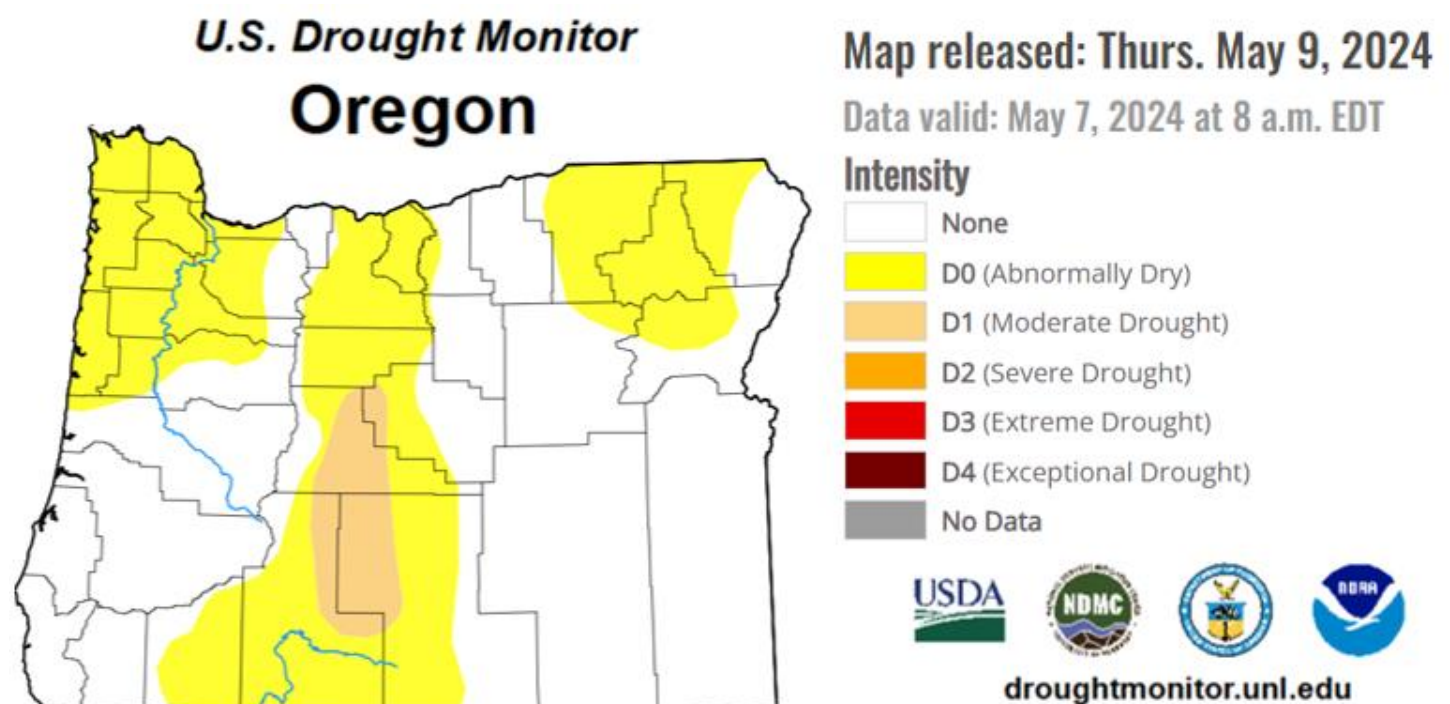 U.S. Drought Monitor
Oregon
Map released: Thurs. May 9, 2024
Data valid: May 7, 2024 at 8 a.m. EDT
Intensity
None
D0 (Abnormally Dry)
D1 (Moderate Drought)
D2 (Severe Drought)
D3 (Extreme Drought)
D4 (Exceptional Drought)
No Data
USDA
NDMC
NOAA
droughtmonitor.unl.edu